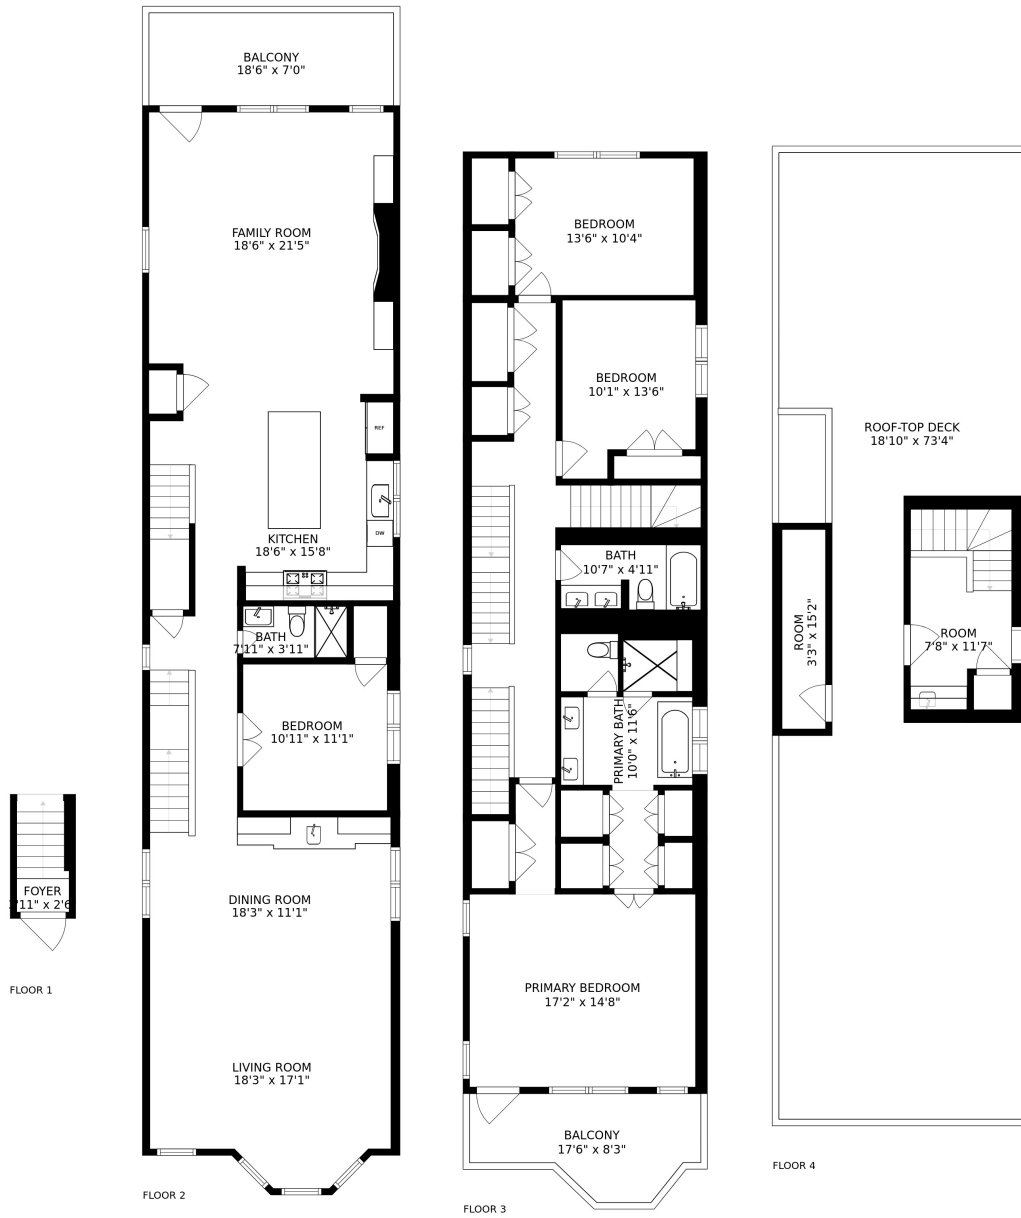 BALCONY
18'6" x 7'0"
FAMILY ROOM
18'6" x 21'5"
REF
DW
KITCHEN
18'6" x 15'8"
BATH
7'11" x 3'11"
BEDROOM
10'11" x 11'1"
DINING ROOM
18'3" x 11'1"
LIVING ROOM
18'3" x 17'1"
FLOOR 2
FOYER
'11" x 2'6
FLOOR 1
BEDROOM
13'6" x 10'4"
BEDROOM
10'1" x 13'6"
BATH
10'7" x 4'11"
PRIMARY BATH
10'0" x 11'6"
PRIMARY BEDROOM
17'2" x 14'8"
BALCONY
17'6" x 8'3"
FLOOR 3
ROOF-TOP DECK
18'10" x 73'4"
ROOM
3'3" x 15'2"
ROOM
7'8" x 11'7"
FLOOR 4